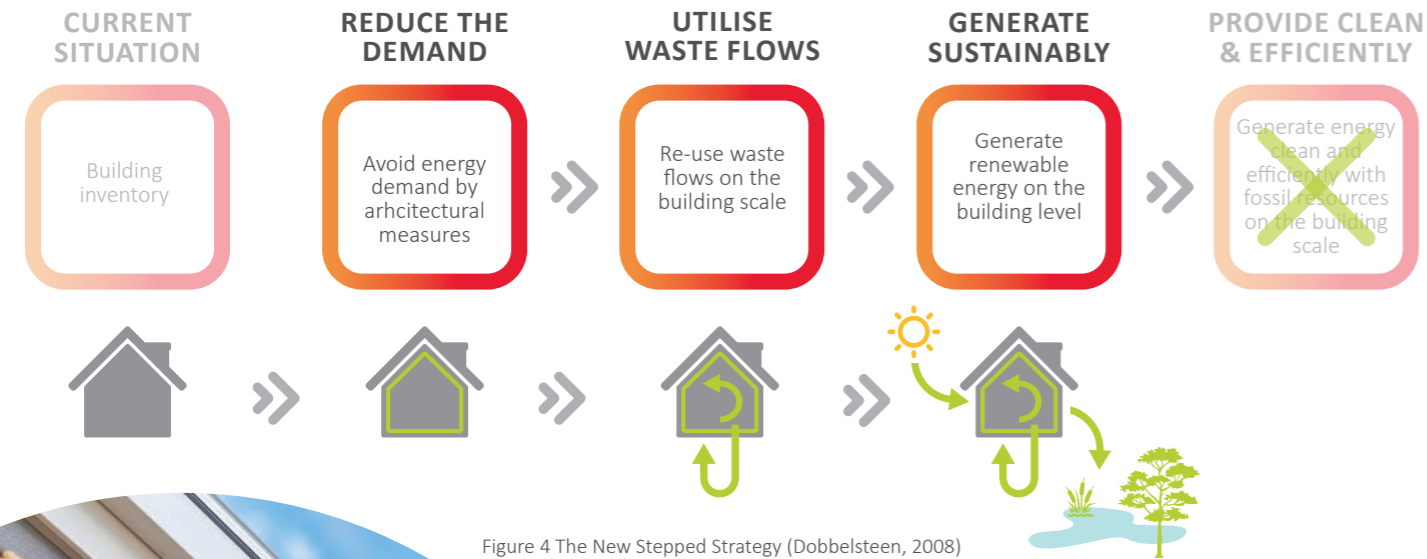 CURRENT
SITUATION
REDUCE THE
DEMAND
UTILISE
WASTE FLOWS
GENERATE
SUSTAINABLY
PROVIDE CLEAN
& EFFICIENTLY
Building
inventory
Avoid energy
demand by
arhcitectural
measures
Re-use waste
flows on the
building scale
Generate
renewable
energy on the
building level
Generate energy
clean and
efficiently with
fossil resources
on the building
scale
Figure 4 The New Stepped Strategy (Dobbelsteen, 2008)